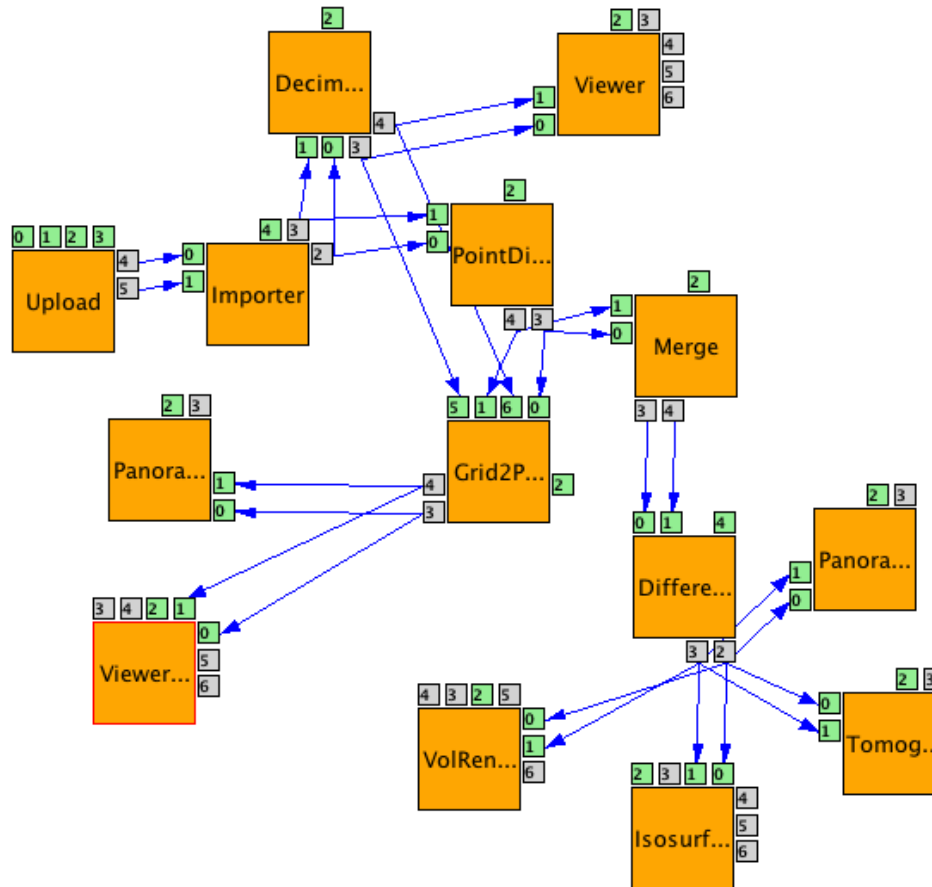 2
Decim...
4
1 0 3
2 3
4
5
6
Viewer
1
0
0 1 2 3
4
5
Upload
4 3
2
0
1
Importer
2
1
0
PointDi...
4 3
2
1
0
Merge
3 4
5 1 6 0
4
3
Grid2P...
2
2 3
Panora...
1
0
3 4 2 1
0
5
6
Viewer...
0 1 4
Differe...
3 2
2 3
1
0
Panora...
4 3 2 5
0
1
6
VolRen...
2 3 1 0
4
5
6
Isosurf...
2 3
0
1
Tomog...